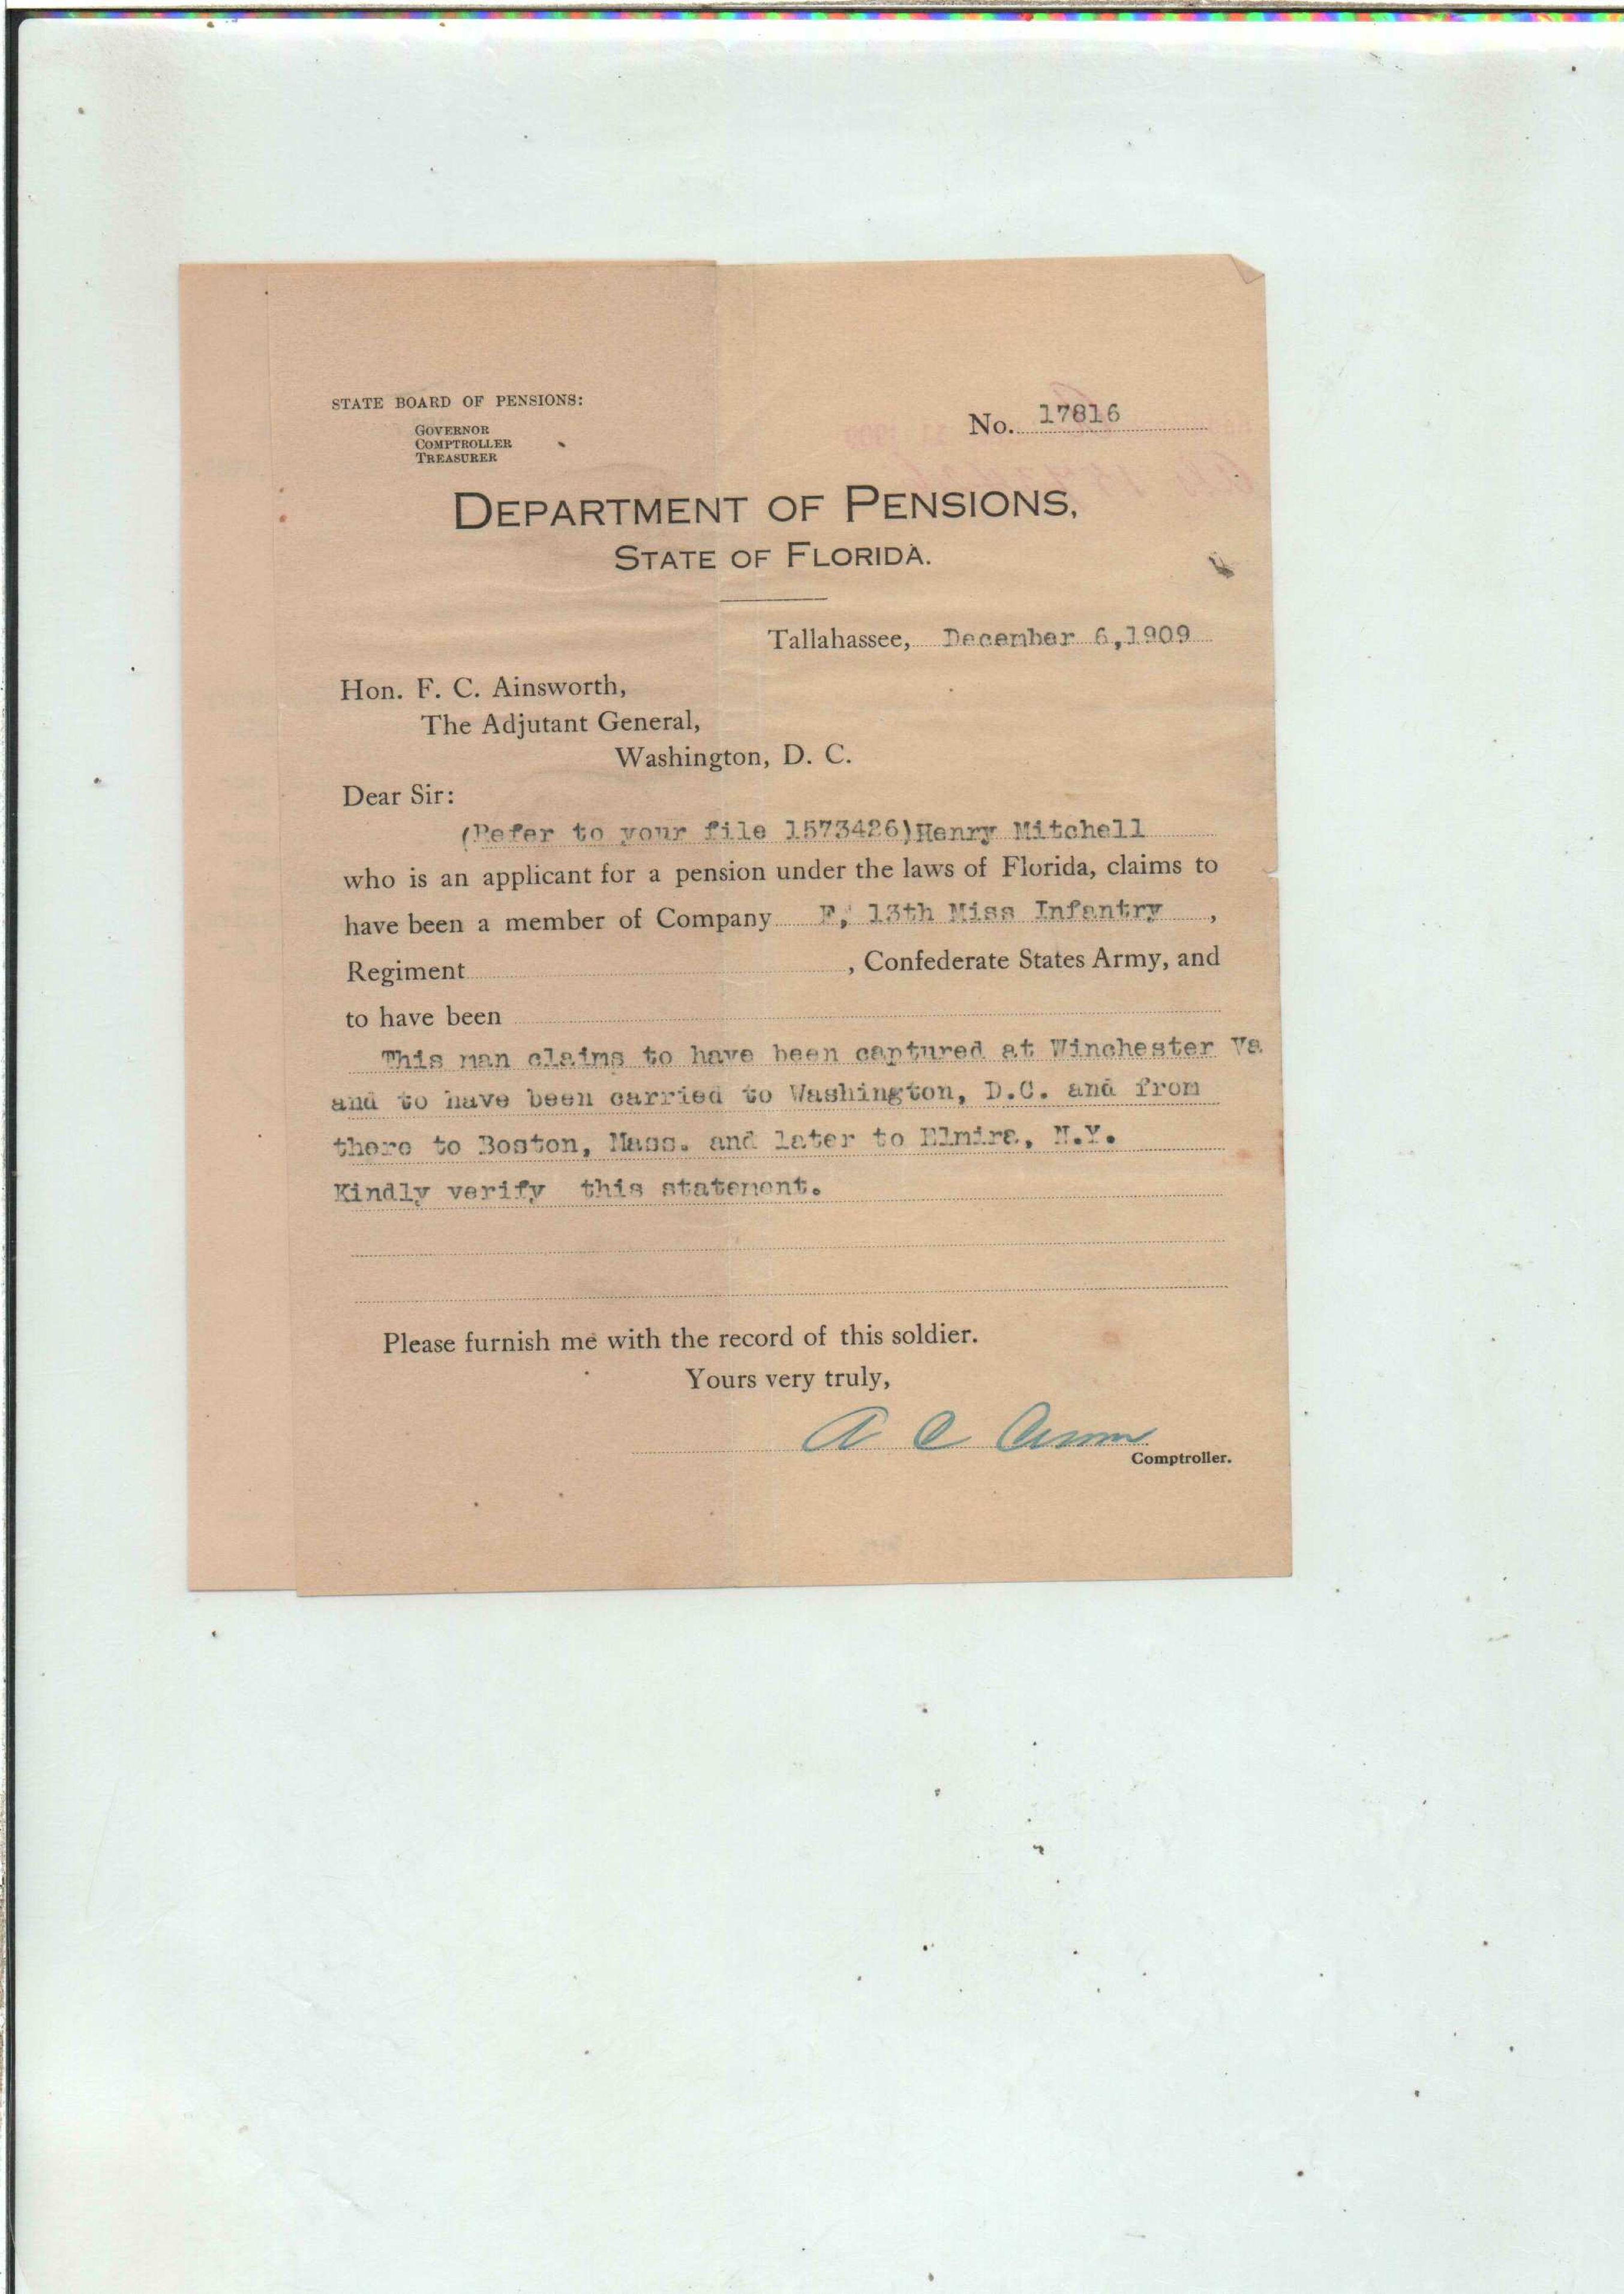 STATE BOARD OF PENSIONS:
GOVERNOR
COMPTROLLER
TREASURER
No. 17816
DEPARTMENT OF PENSIONS,
STATE OF FLORIDA.
Tallahassee, December 6,1909
Hon. F. C. Ainsworth,
The Adjutant General,
Washington, D. C.
Dear Sir:
(Refer to your file 1573426)Henry Mitchell
who is an applicant for a pension under the laws of Florida, claims to
have been a member of Company F, 13th Miss Infantry ,
Regiment , Confederate States Army, and
to have been
This man claims to have been captured at Winchester Va
and to have been carried to Washington, D.C. and from
there to Boston, Mass. and later to Elmira, N.Y.
Kindly verify this statement.
Please furnish me with the record of this soldier.
Yours very truly,
A C Croom
Comptroller.